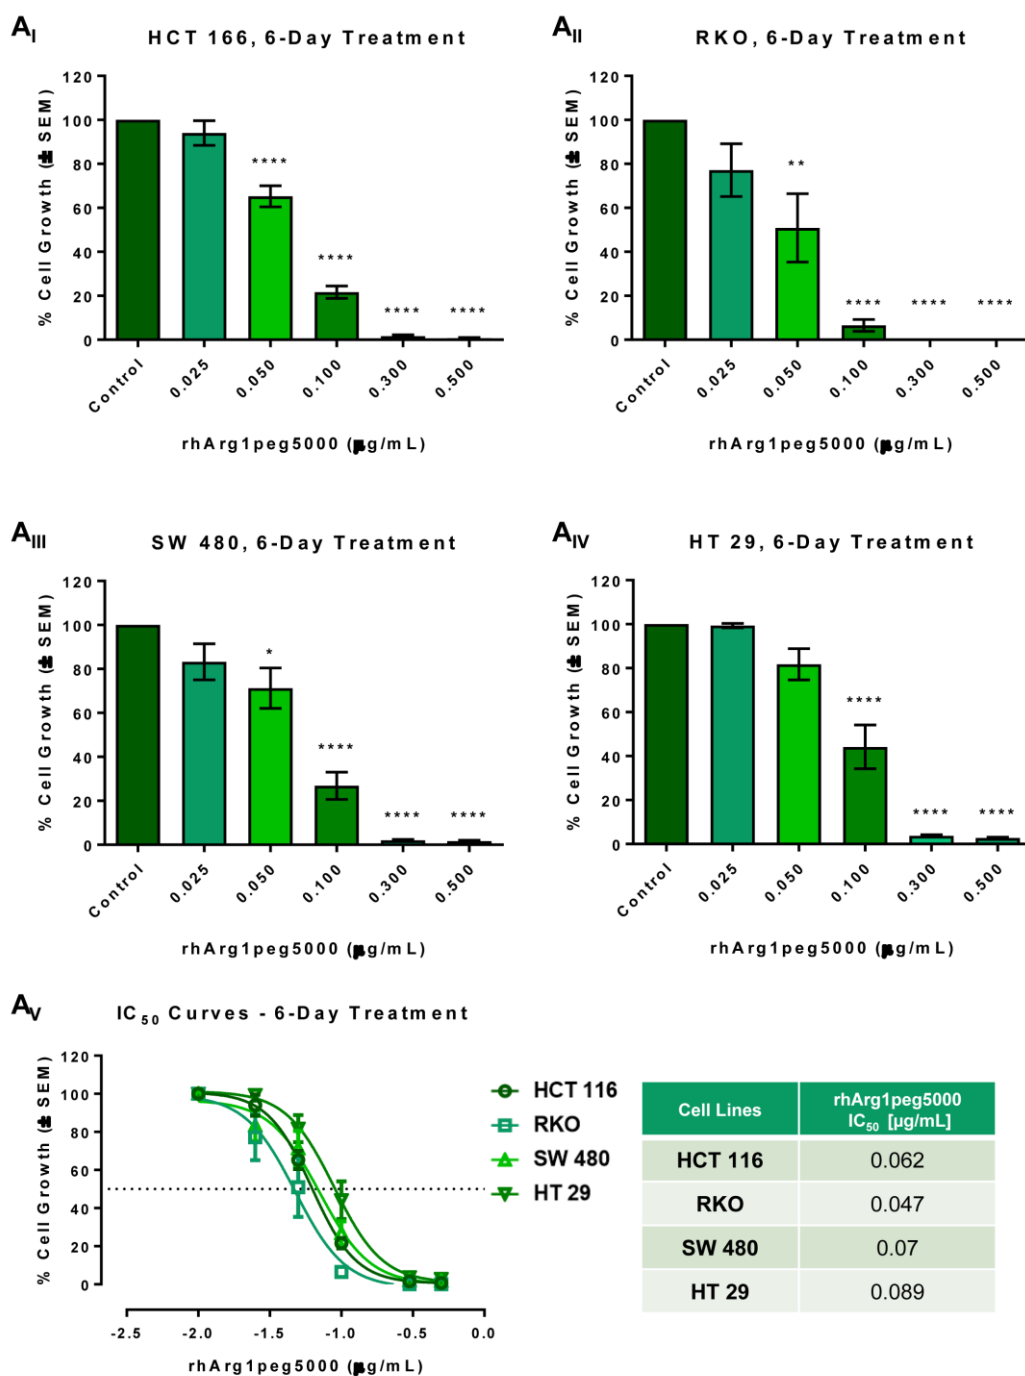 A_I HCT 166, 6-Day Treatment
% Cell Growth (± SEM)
120
100
80
60
40
20
0
****
****
****
****
Control 0.025 0.050 0.100 0.300 0.500
rhArg1peg5000 (µg/mL)
A_II RKO, 6-Day Treatment
% Cell Growth (± SEM)
120
100
80
60
40
20
0
**
****
****
****
Control 0.025 0.050 0.100 0.300 0.500
rhArg1peg5000 (µg/mL)
A_III SW 480, 6-Day Treatment
% Cell Growth (± SEM)
120
100
80
60
40
20
0
*
****
****
****
Control 0.025 0.050 0.100 0.300 0.500
rhArg1peg5000 (µg/mL)
A_IV HT 29, 6-Day Treatment
% Cell Growth (± SEM)
120
100
80
60
40
20
0
****
****
****
Control 0.025 0.050 0.100 0.300 0.500
rhArg1peg5000 (µg/mL)
A_V IC50 Curves - 6-Day Treatment
% Cell Growth (± SEM)
120
100
80
60
40
20
0
-2.5 -2.0 -1.5 -1.0 -0.5 0.0
rhArg1peg5000 (µg/mL)
HCT 116
RKO
SW 480
HT 29
Cell Lines rhArg1peg5000
IC50 [µg/mL]
HCT 116 0.062
RKO 0.047
SW 480 0.07
HT 29 0.089